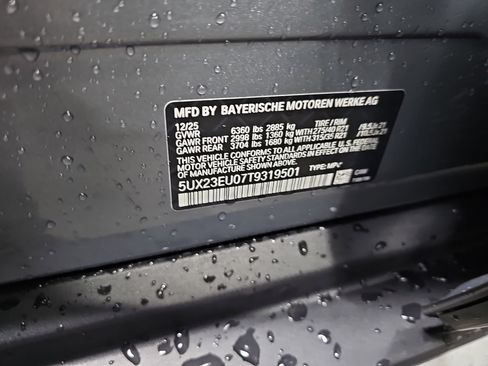 MFD BY BAYERISCHE MOTOREN WERKE AG
12/25 TIRE / RIM
GVWR 6360 lbs 2885 kg
GAWR FRONT 2998 lbs 1360 kg WITH 275/40 R21
GAWR REAR 3704 lbs 1680 kg WITH 315/35 R21
THIS VEHICLE CONFORMS TO ALL APPLICABLE U.S. FEDERAL
MOTOR VEHICLE SAFETY
STANDARDS IN EFFECT ON THE DATE OF MANUFACTURE SHOWN ABOVE.
5UX23EU07T9319501 TYPE: MPV